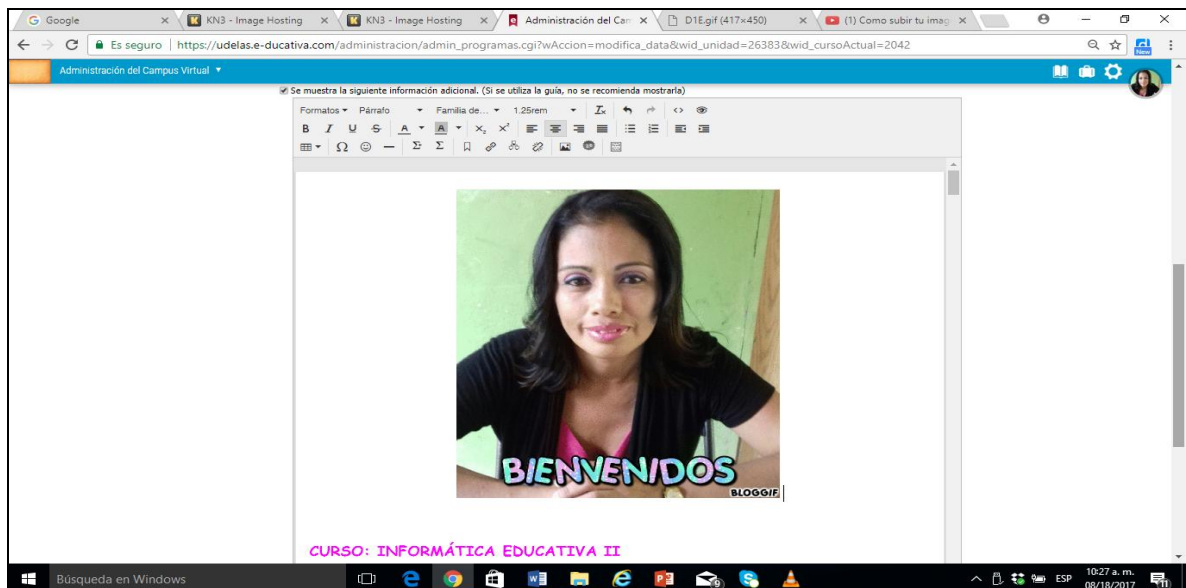 Google
KN3 - Image Hosting
KN3 - Image Hosting
Administración del Cam
D1E.gif (417×450)
(1) Como subir tu imag
Es seguro
https://udelas.e-ducativa.com/administracion/admin_programas.cgi?wAccion=modifica_data&wid_unidad=26383&wid_cursoActual=2042
New
Administración del Campus Virtual
Se muestra la siguiente información adicional. (Si se utiliza la guía, no se recomienda mostrarla)
Formatos
Párrafo
Familia de...
1.25rem
BIENVENIDOS
BLOGGIF
CURSO: INFORMÁTICA EDUCATIVA II
Búsqueda en Windows
ESP
10:27 a. m.
08/18/2017